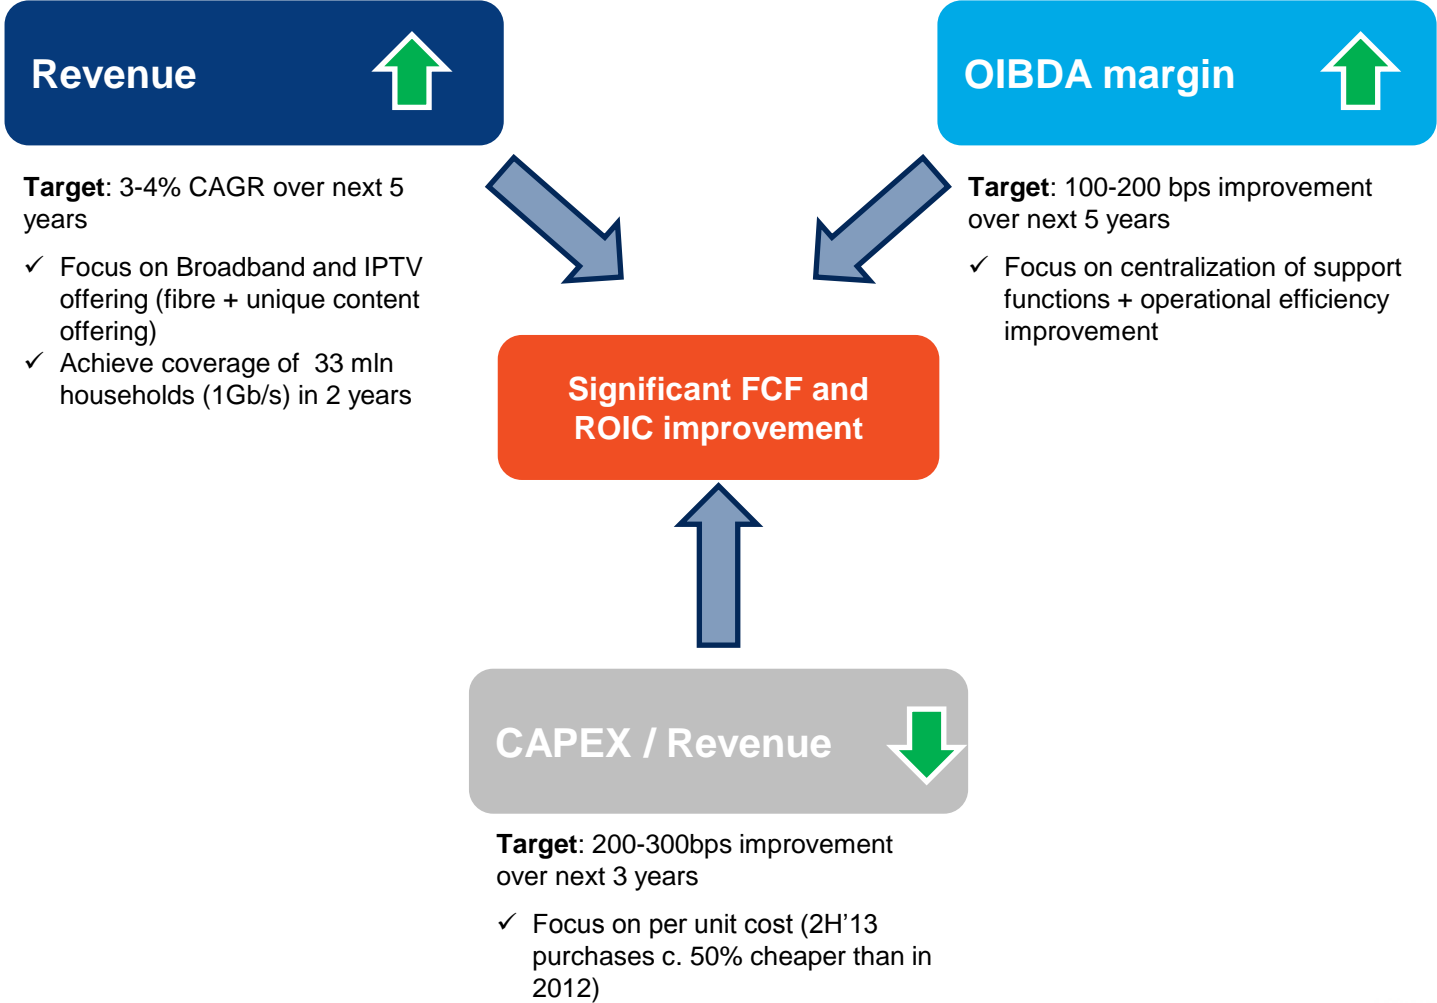 Revenue
Target: 3-4% CAGR over next 5
years
✓ Focus on Broadband and IPTV
offering (fibre + unique content
offering)
✓ Achieve coverage of  33 mln
households (1Gb/s) in 2 years
OIBDA margin
Target: 100-200 bps improvement
over next 5 years
✓ Focus on centralization of support
functions + operational efficiency
improvement
Significant FCF and
ROIC improvement
CAPEX / Revenue
Target: 200-300bps improvement
over next 3 years
✓ Focus on per unit cost (2H’13
purchases c. 50% cheaper than in
2012)